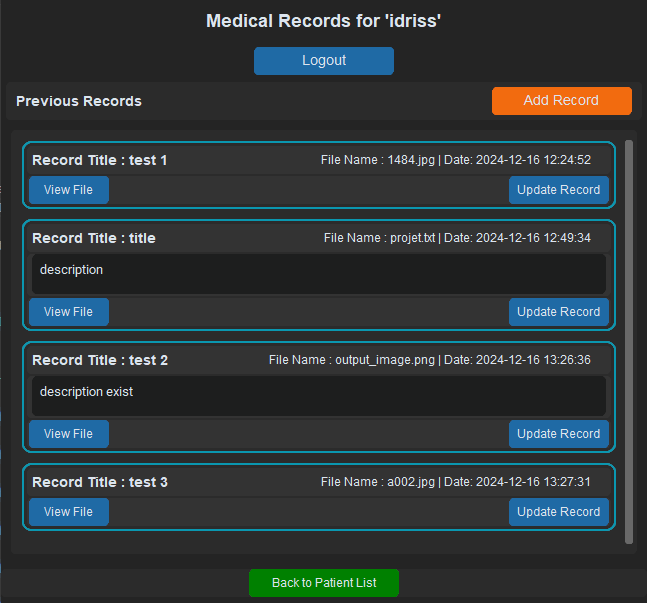 Medical Records for 'idriss'
Logout
Previous Records
Add Record
Record Title : test 1
File Name : 1484.jpg | Date: 2024-12-16 12:24:52
View File
Update Record
Record Title : title
File Name : projet.txt | Date: 2024-12-16 12:49:34
description
View File
Update Record
Record Title : test 2
File Name : output_image.png | Date: 2024-12-16 13:26:36
description exist
View File
Update Record
Record Title : test 3
File Name : a002.jpg | Date: 2024-12-16 13:27:31
View File
Update Record
Back to Patient List